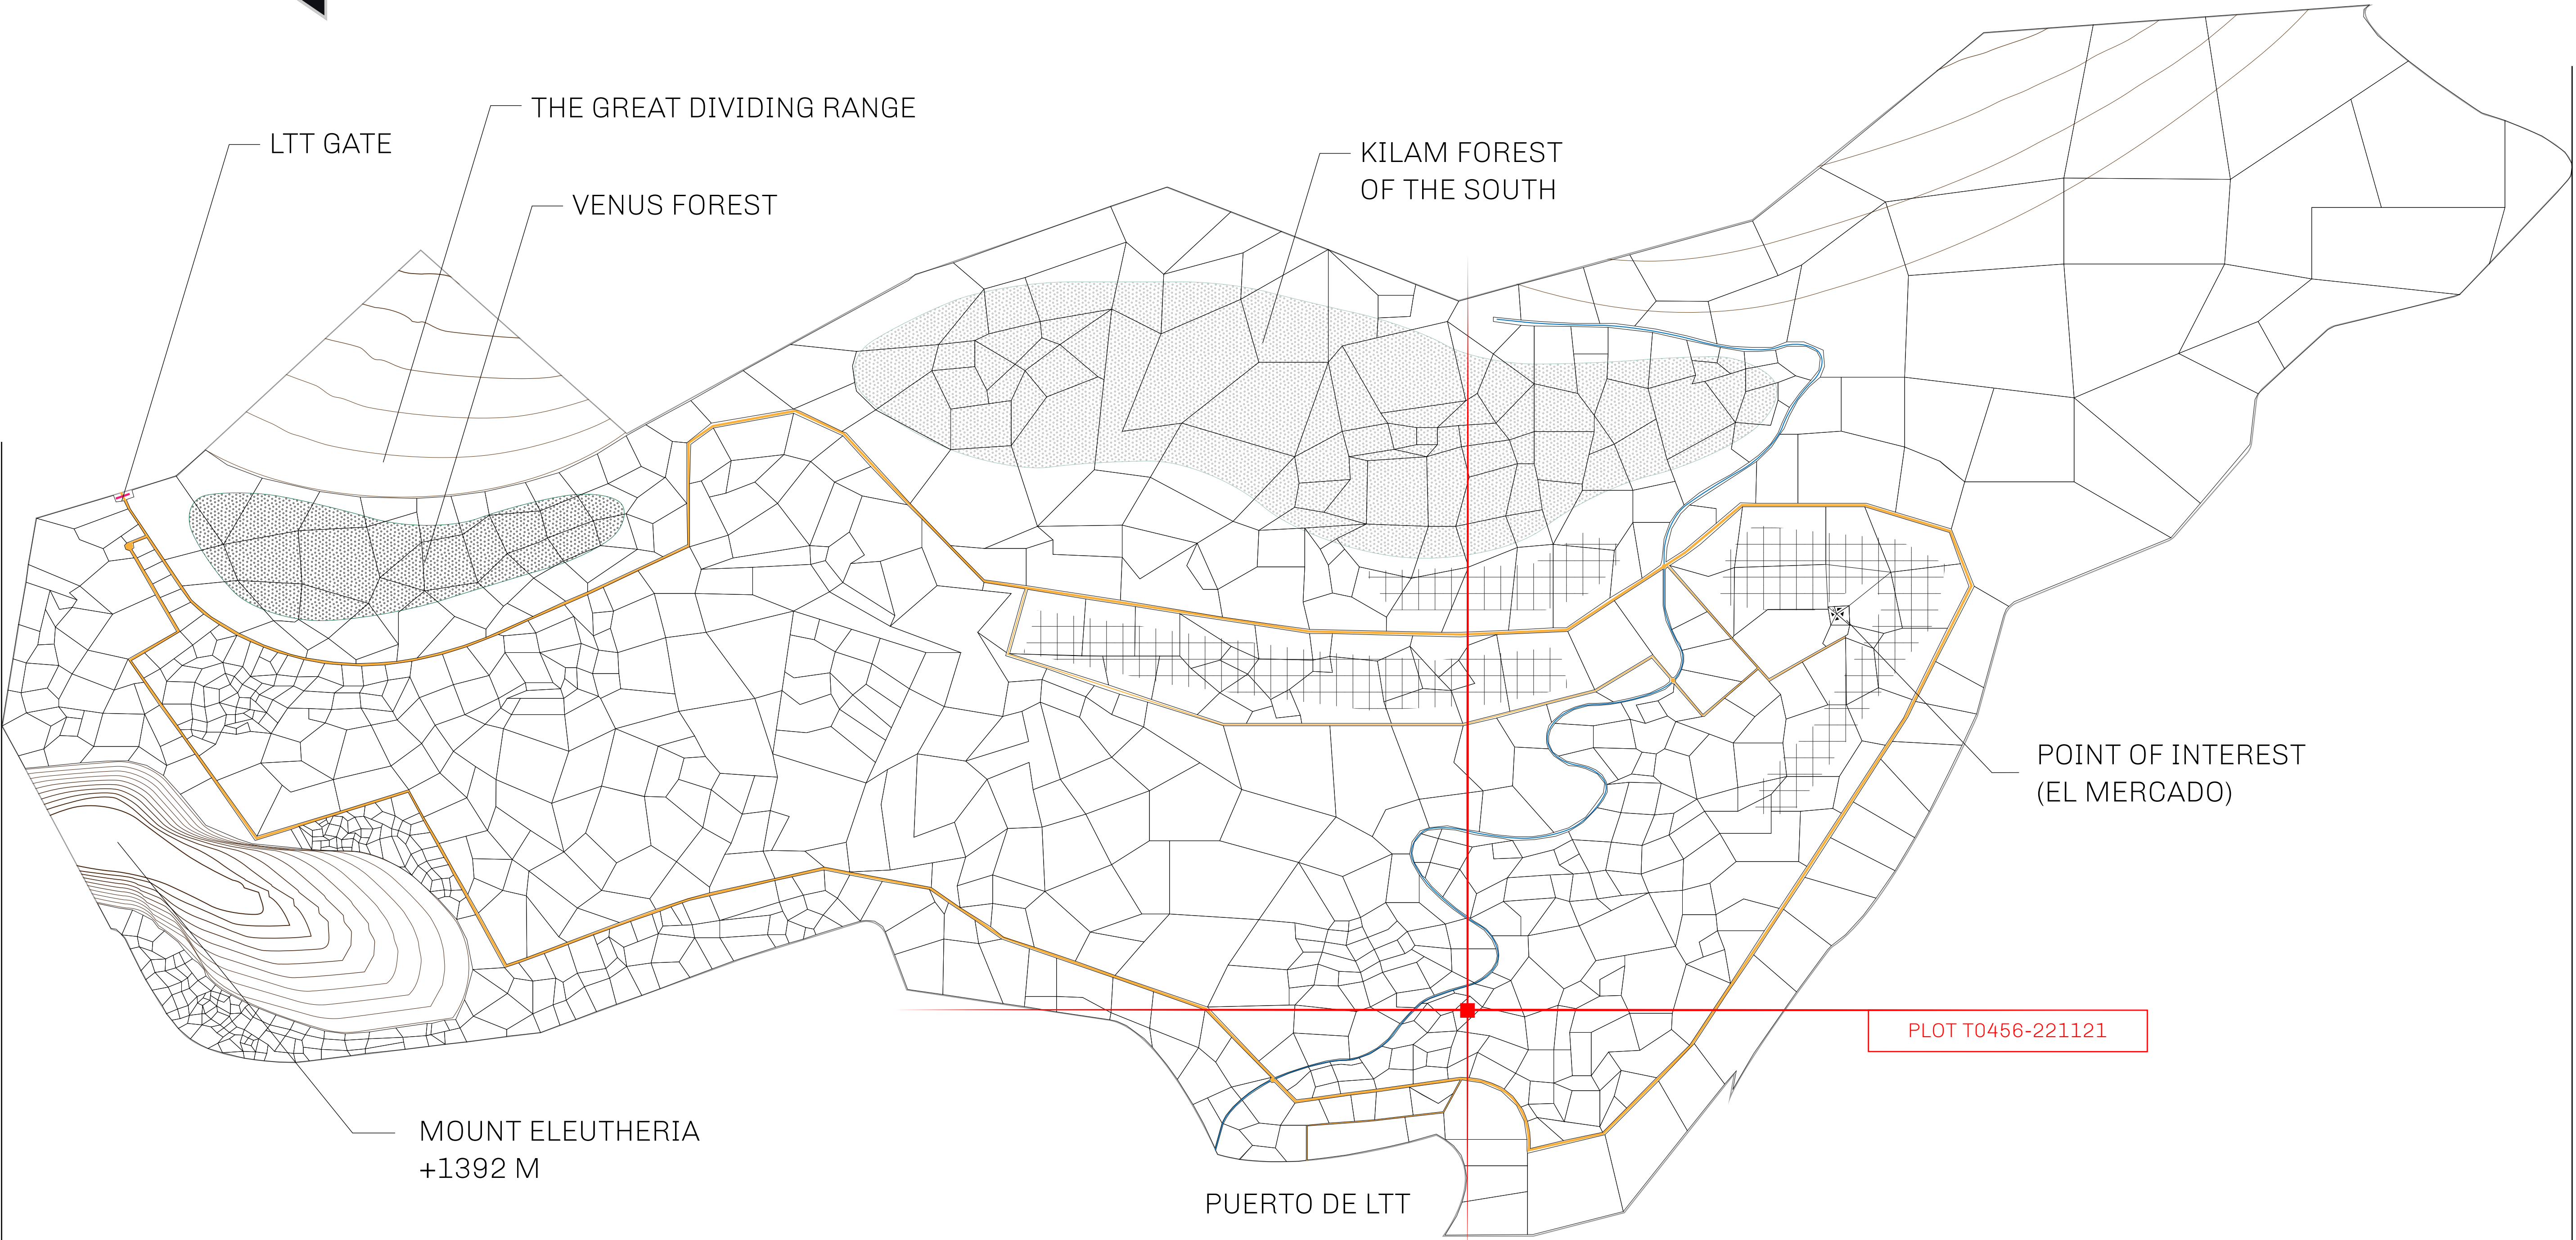 THE GREAT DIVIDING RANGE
LTT GATE
VENUS FOREST
KILAM FOREST
OF THE SOUTH
POINT OF INTEREST
(EL MERCADO)
PLOT T0456-221121
MOUNT ELEUTHERIA
+1392 M
PUERTO DE LTT